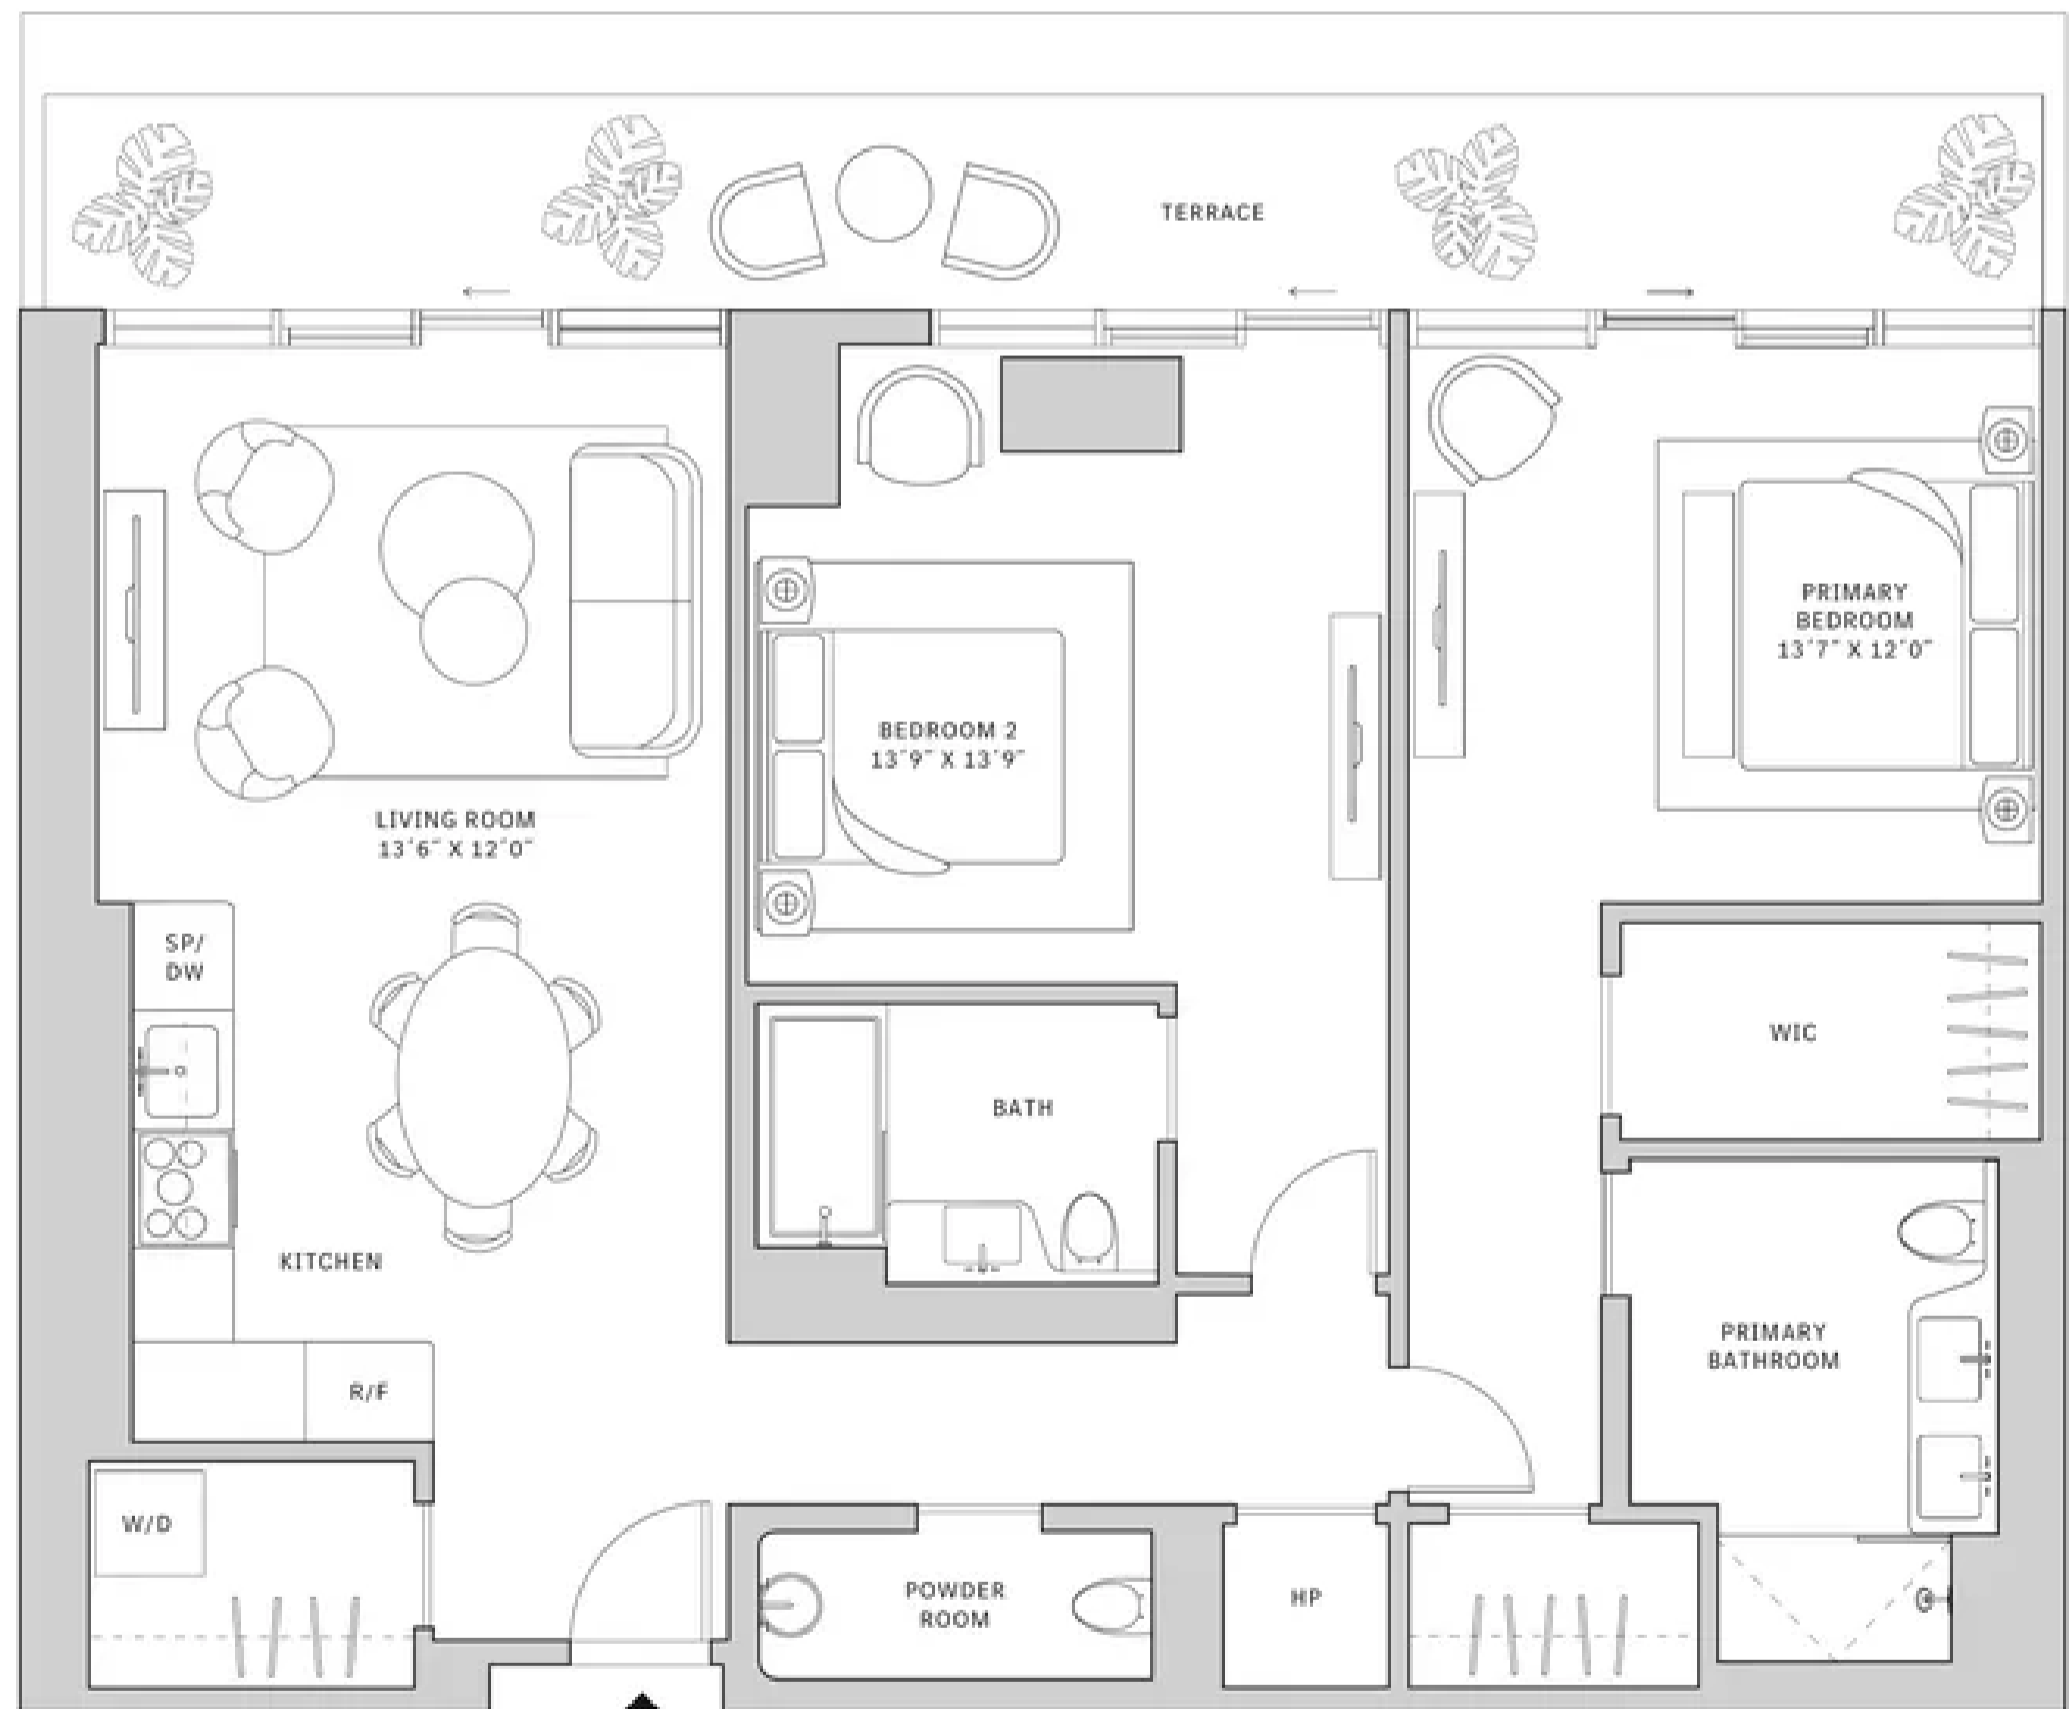 TERRACE
PRIMARY
BEDROOM
13'7" X 12'0"
BEDROOM 2
13'9" X 13'9"
LIVING ROOM
13'6" X 12'0"
SP/
DW
WIC
BATH
KITCHEN
PRIMARY
BATHROOM
R/F
W/D
POWDER
ROOM
HP